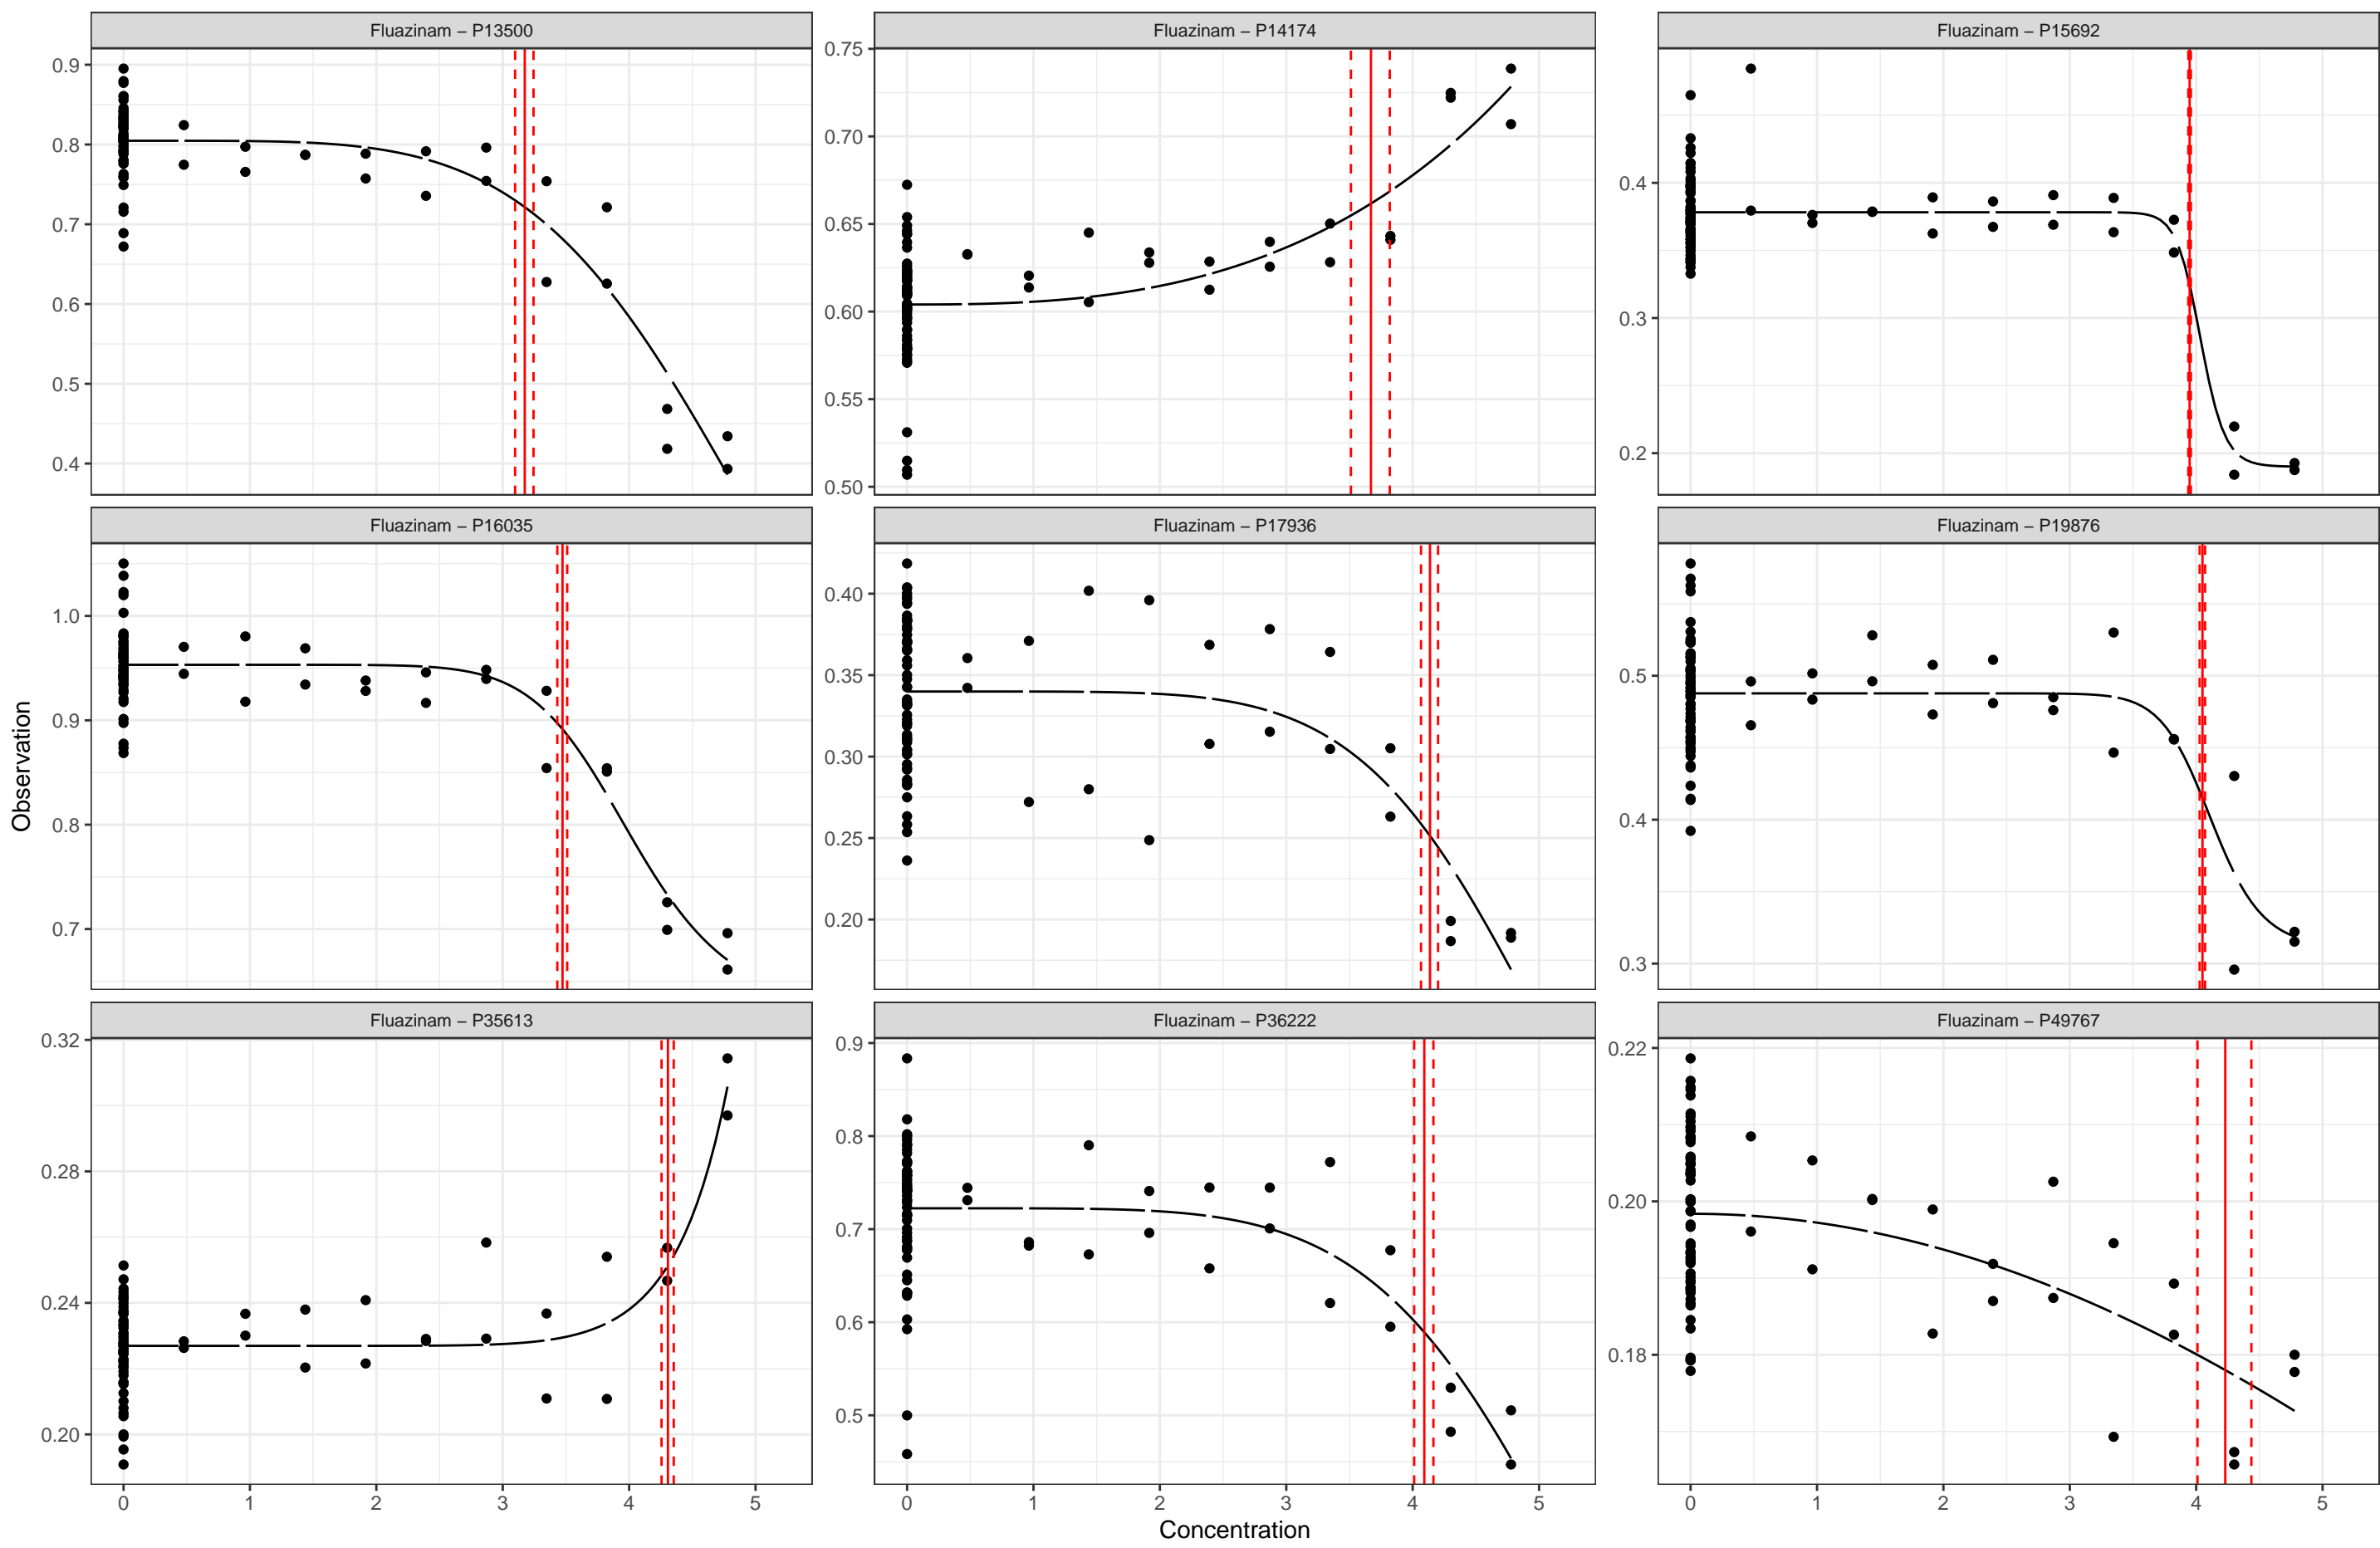 Fluazinam – P13500
Fluazinam – P14174
Fluazinam – P15692
0.9
0.8
0.7
0.6
0.5
0.4
0.75
0.70
0.65
0.60
0.55
0.50
0.4
0.3
0.2
Fluazinam – P16035
Fluazinam – P17936
Fluazinam – P19876
1.0
0.9
0.8
0.7
0.40
0.35
0.30
0.25
0.20
0.5
0.4
0.3
Fluazinam – P35613
Fluazinam – P36222
Fluazinam – P49767
0.32
0.28
0.24
0.20
0.9
0.8
0.7
0.6
0.5
0.22
0.20
0.18
0 1 2 3 4 5
0 1 2 3 4 5
0 1 2 3 4 5
Concentration
Observation